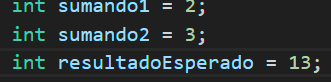 int sumando1 = 2;
int sumando2 = 3;
int resultadoEsperado = 13;